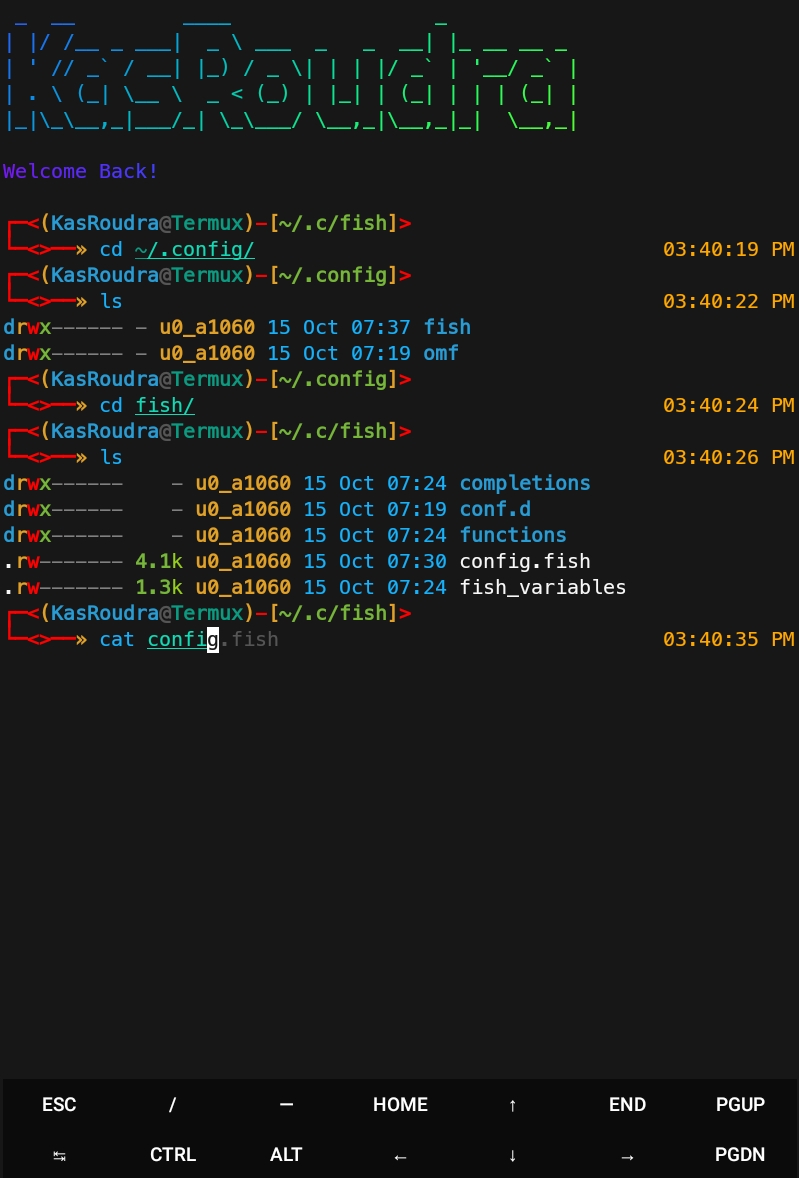 _  __         ____                 _
| |/ /__ _ ___|  _ \ ___  _   _  __| |_ __ __ _
| ' // _` / __| |_) / _ \| | | |/ _` | '__/ _` |
| . \ (_| \__ \  _ < (_) | |_| | (_| | | | (_| |
|_|\_\__,_|___/_| \_\___/ \__,_|\__,_|_|  \__,_|
Welcome Back!
┌─<(KasRoudra@Termux)-[~/.c/fish]>
└─<>──» cd ~/.config/ 03:40:19 PM
┌─<(KasRoudra@Termux)-[~/.config]>
└─<>──» ls 03:40:22 PM
drwx------ - u0_a1060 15 Oct 07:37 fish
drwx------ - u0_a1060 15 Oct 07:19 omf
┌─<(KasRoudra@Termux)-[~/.config]>
└─<>──» cd fish/ 03:40:24 PM
┌─<(KasRoudra@Termux)-[~/.c/fish]>
└─<>──» ls 03:40:26 PM
drwx------    - u0_a1060 15 Oct 07:24 completions
drwx------    - u0_a1060 15 Oct 07:19 conf.d
drwx------    - u0_a1060 15 Oct 07:24 functions
.rw------- 4.1k u0_a1060 15 Oct 07:30 config.fish
.rw------- 1.3k u0_a1060 15 Oct 07:24 fish_variables
┌─<(KasRoudra@Termux)-[~/.c/fish]>
└─<>──» cat config.fish 03:40:35 PM
ESC / — HOME ↑ END PGUP
↹ CTRL ALT ← ↓ → PGDN